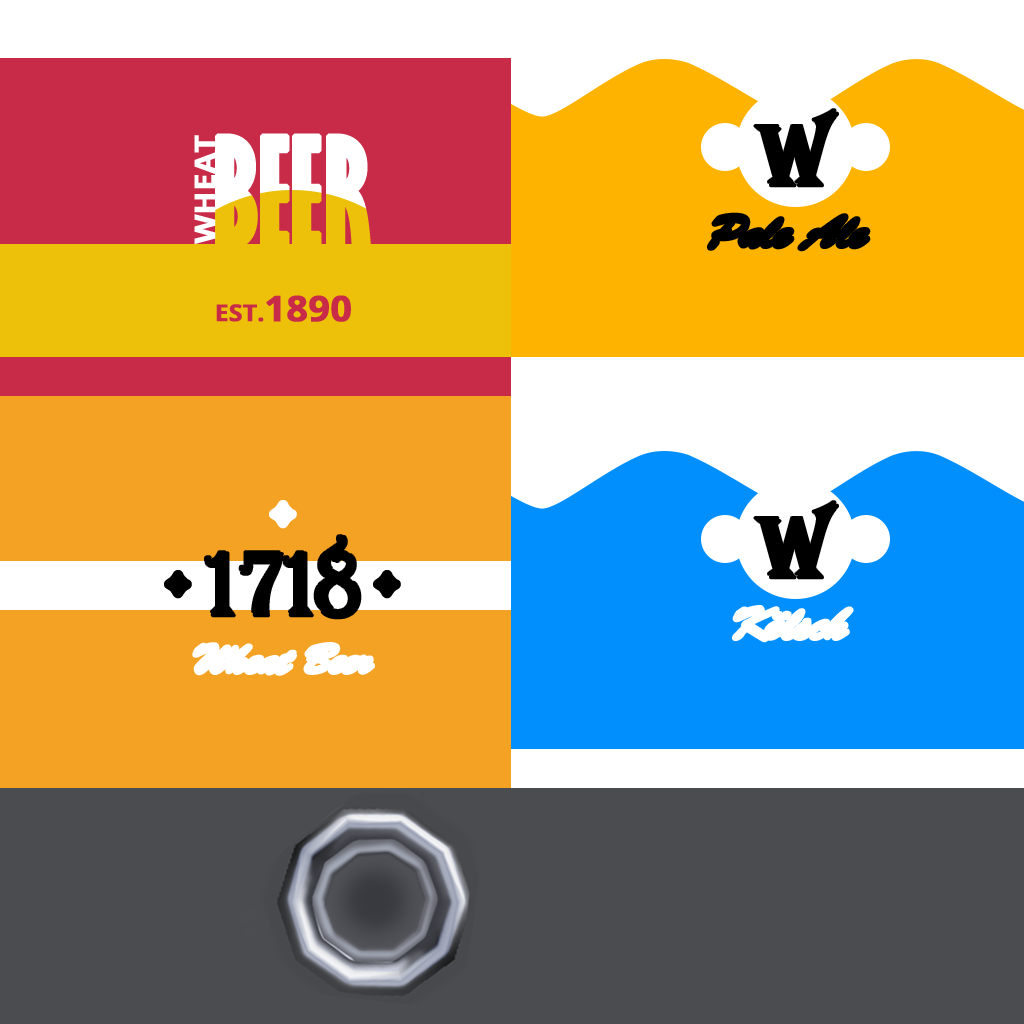 WHEAT
BEER
EST.1890
W
Pale Ale
1718
Wheat Beer
W
Kölsch